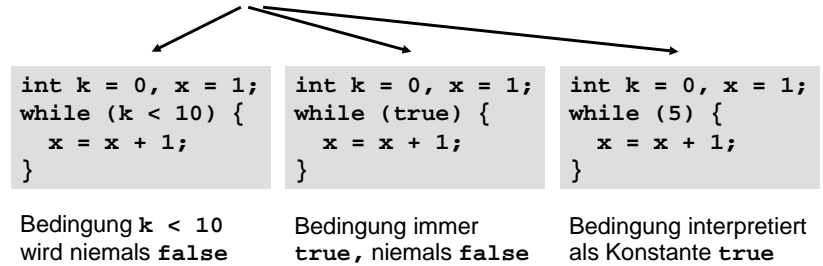 int k = 0, x = 1;
while (k < 10) {
  x = x + 1;
}
Bedingung k < 10
wird niemals false
int k = 0, x = 1;
while (true) {
  x = x + 1;
}
Bedingung immer
true, niemals false
int k = 0, x = 1;
while (5) {
  x = x + 1;
}
Bedingung interpretiert
als Konstante true